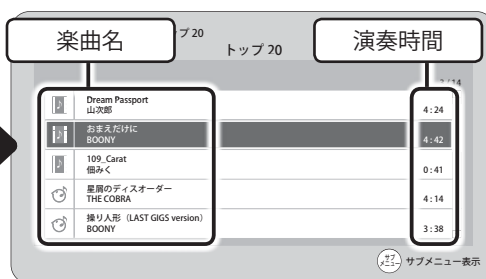 楽曲名
プ 20
トップ 20
演奏時間
/14
Dream Passport
山次郎
4 : 24
おまえだけに
BOONY
4 : 42
109_Carat
佃みく
0 : 41
星屑のディスオーダー
THE COBRA
4 : 14
操り人形（LAST GIGS version）
BOONY
3 : 38
サブ
メニュー
サブメニュー表示